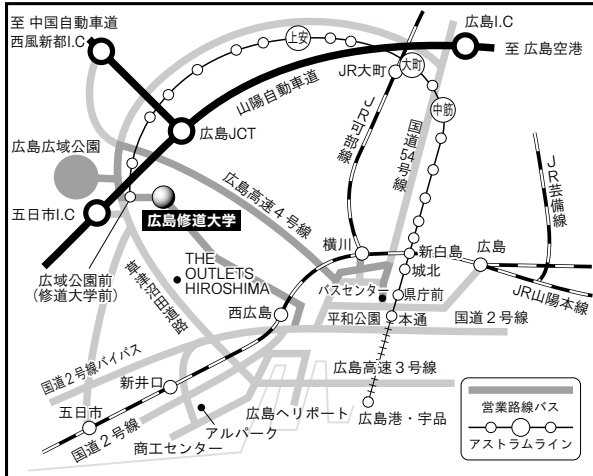 至 中国自動車道
西風新都I.C
上安
広島I.C
至 広島空港
JR大町
大町
中筋
山陽自動車道
広島JCT
JR可部線
国道54号線
JR芸備線
広島広域公園
広島高速4号線
五日市I.C
広島修道大学
広域公園前
(修道大学前)
草津沼田道路
THE
OUTLETS
HIROSHIMA
横川
新白島
広島
城北
バスセンター
県庁前
JR山陽本線
西広島
平和公園
本通
国道2号線
国道2号線バイパス
新井口
広島高速3号線
五日市
国道2号線
アルパーク
商工センター
広島ヘリポート
広島港・宇品
営業路線バス
アストラムライン